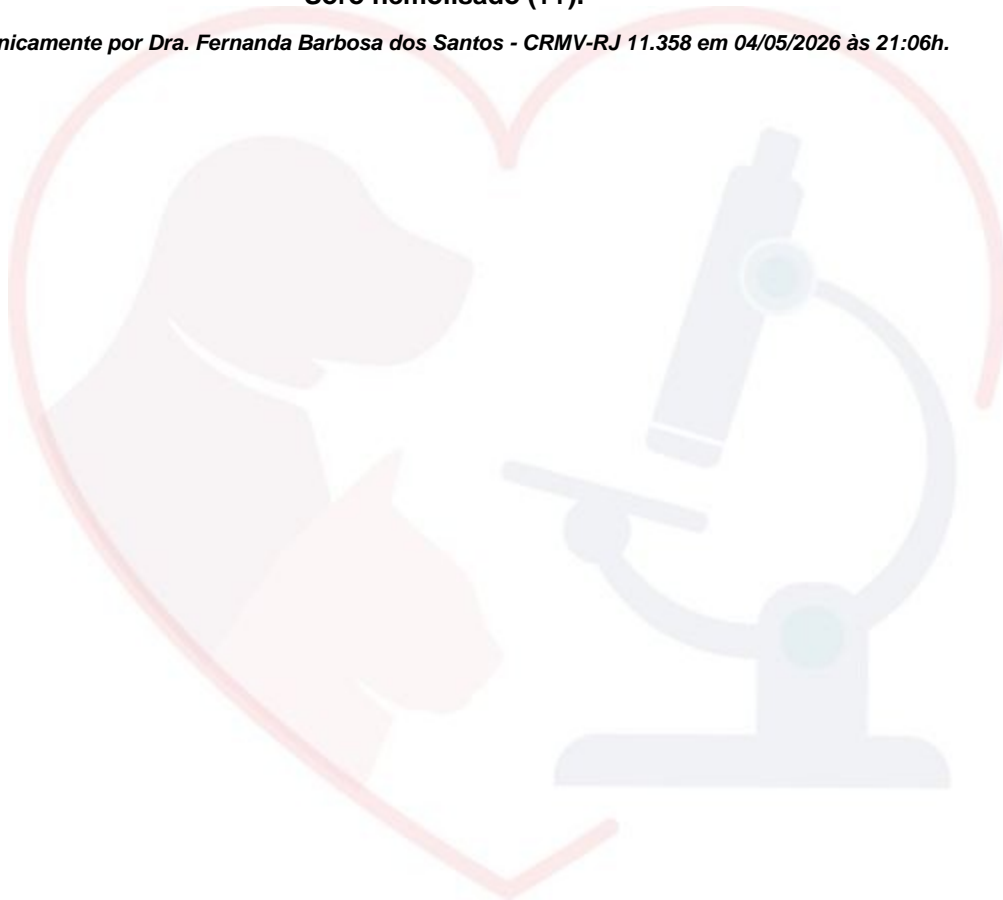 Soro hemolisado (++).
nicamente por Dra. Fernanda Barbosa dos Santos - CRMV-RJ 11.358 em 04/05/2026 às 21:06h.